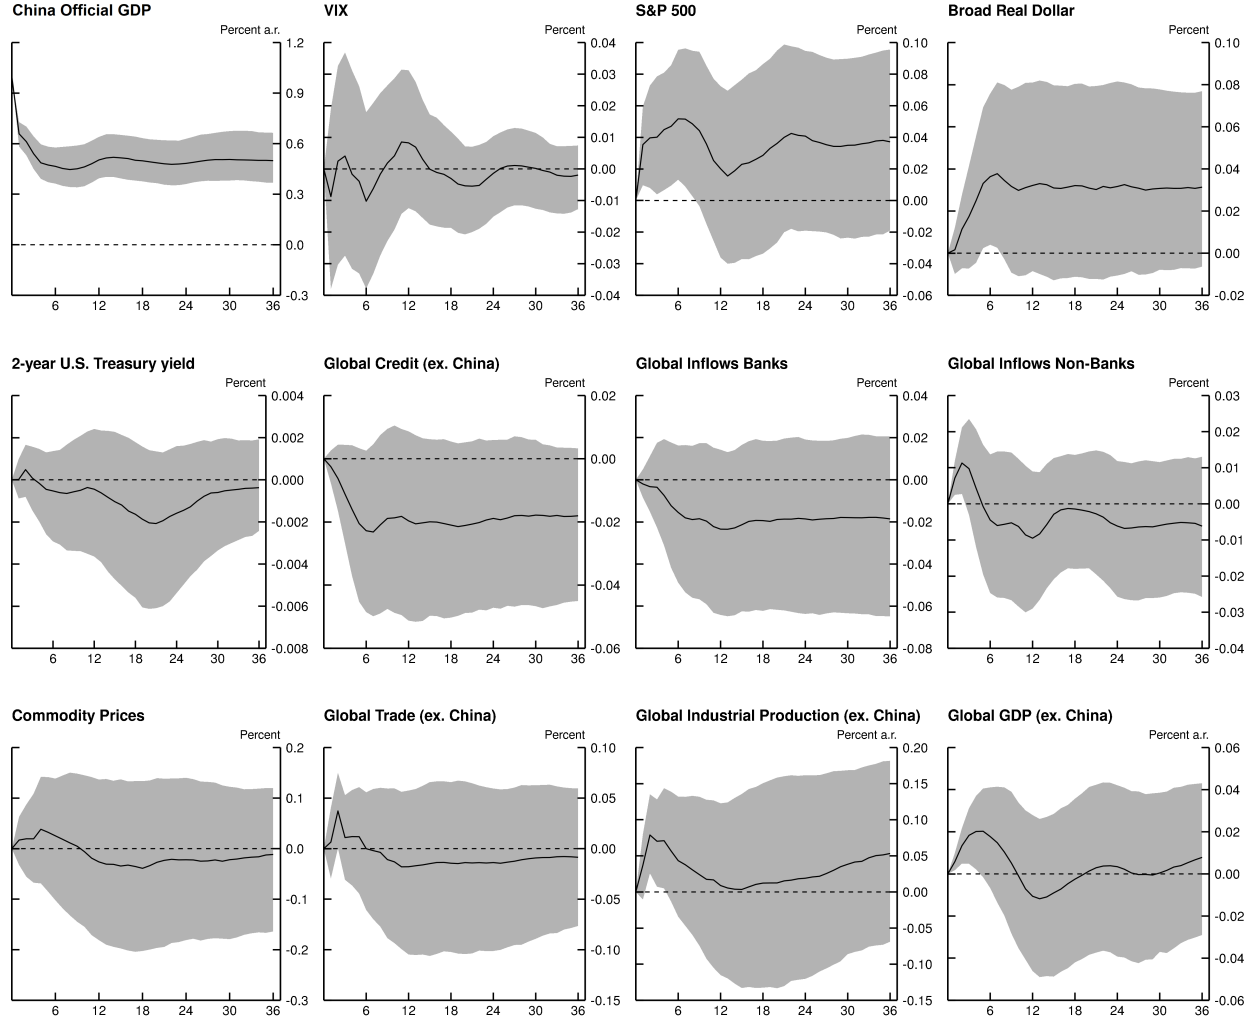 China Official GDP
Percent a.r.
1.2
0.9
0.6
0.3
0.0
-0.3
6 12 18 24 30 36
VIX
Percent
0.04
0.03
0.02
0.01
0.00
-0.01
-0.02
-0.03
-0.04
6 12 18 24 30 36
S&P 500
Percent
0.10
0.08
0.06
0.04
0.02
0.00
-0.02
-0.04
-0.06
6 12 18 24 30 36
Broad Real Dollar
Percent
0.10
0.08
0.06
0.04
0.02
0.00
-0.02
6 12 18 24 30 36
2-year U.S. Treasury yield
Percent
0.004
0.002
0.000
-0.002
-0.004
-0.006
-0.008
6 12 18 24 30 36
Global Credit (ex. China)
Percent
0.02
0.00
-0.02
-0.04
-0.06
6 12 18 24 30 36
Global Inflows Banks
Percent
0.04
0.02
0.00
-0.02
-0.04
-0.06
-0.08
6 12 18 24 30 36
Global Inflows Non-Banks
Percent
0.03
0.02
0.01
0.00
-0.01
-0.02
-0.03
-0.04
6 12 18 24 30 36
Commodity Prices
Percent
0.2
0.1
0.0
-0.1
-0.2
-0.3
6 12 18 24 30 36
Global Trade (ex. China)
Percent
0.10
0.05
0.00
-0.05
-0.10
-0.15
6 12 18 24 30 36
Global Industrial Production (ex. China)
Percent a.r.
0.20
0.15
0.10
0.05
0.00
-0.05
-0.10
-0.15
6 12 18 24 30 36
Global GDP (ex. China)
Percent a.r.
0.06
0.04
0.02
0.00
-0.02
-0.04
-0.06
6 12 18 24 30 36